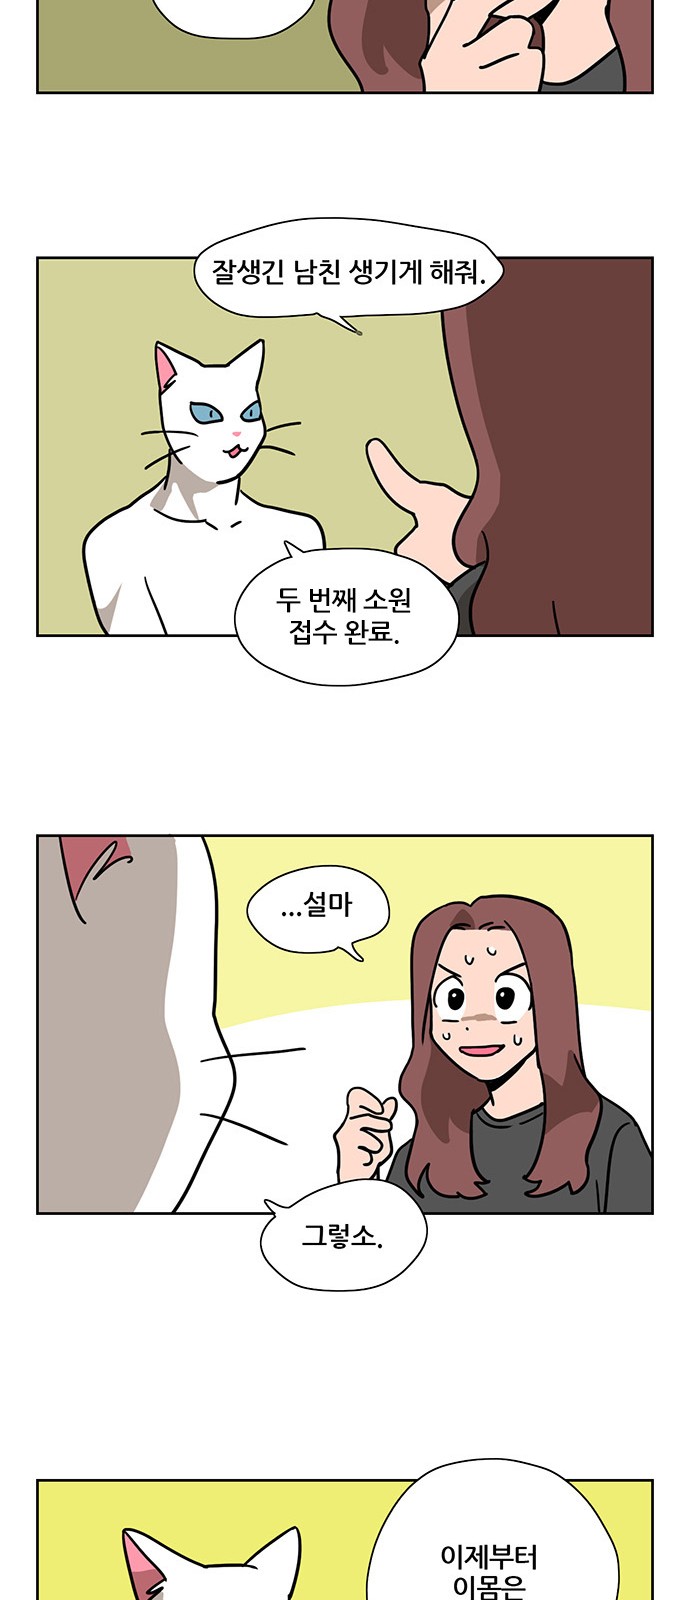 잘생긴 남친 생기게 해줘.
두 번째 소원
접수 완료.
...설마
그렇소.
이제부터
이몸은